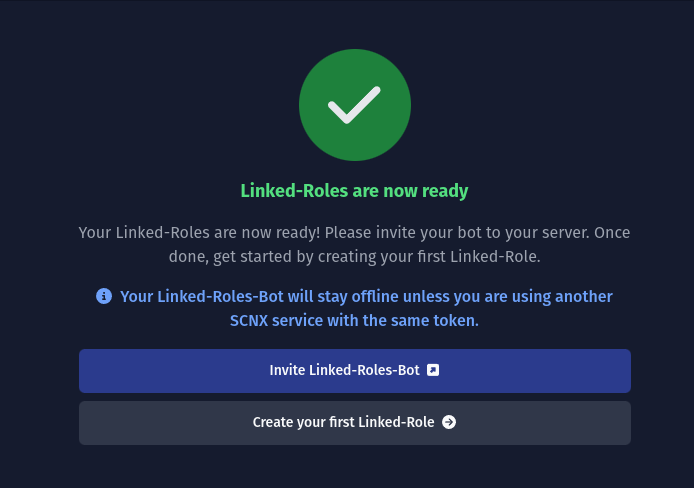 Linked-Roles are now ready
Your Linked-Roles are now ready! Please invite your bot to your server. Once
done, get started by creating your first Linked-Role.
Your Linked-Roles-Bot will stay offline unless you are using another
SCNX service with the same token.
Invite Linked-Roles-Bot
Create your first Linked-Role